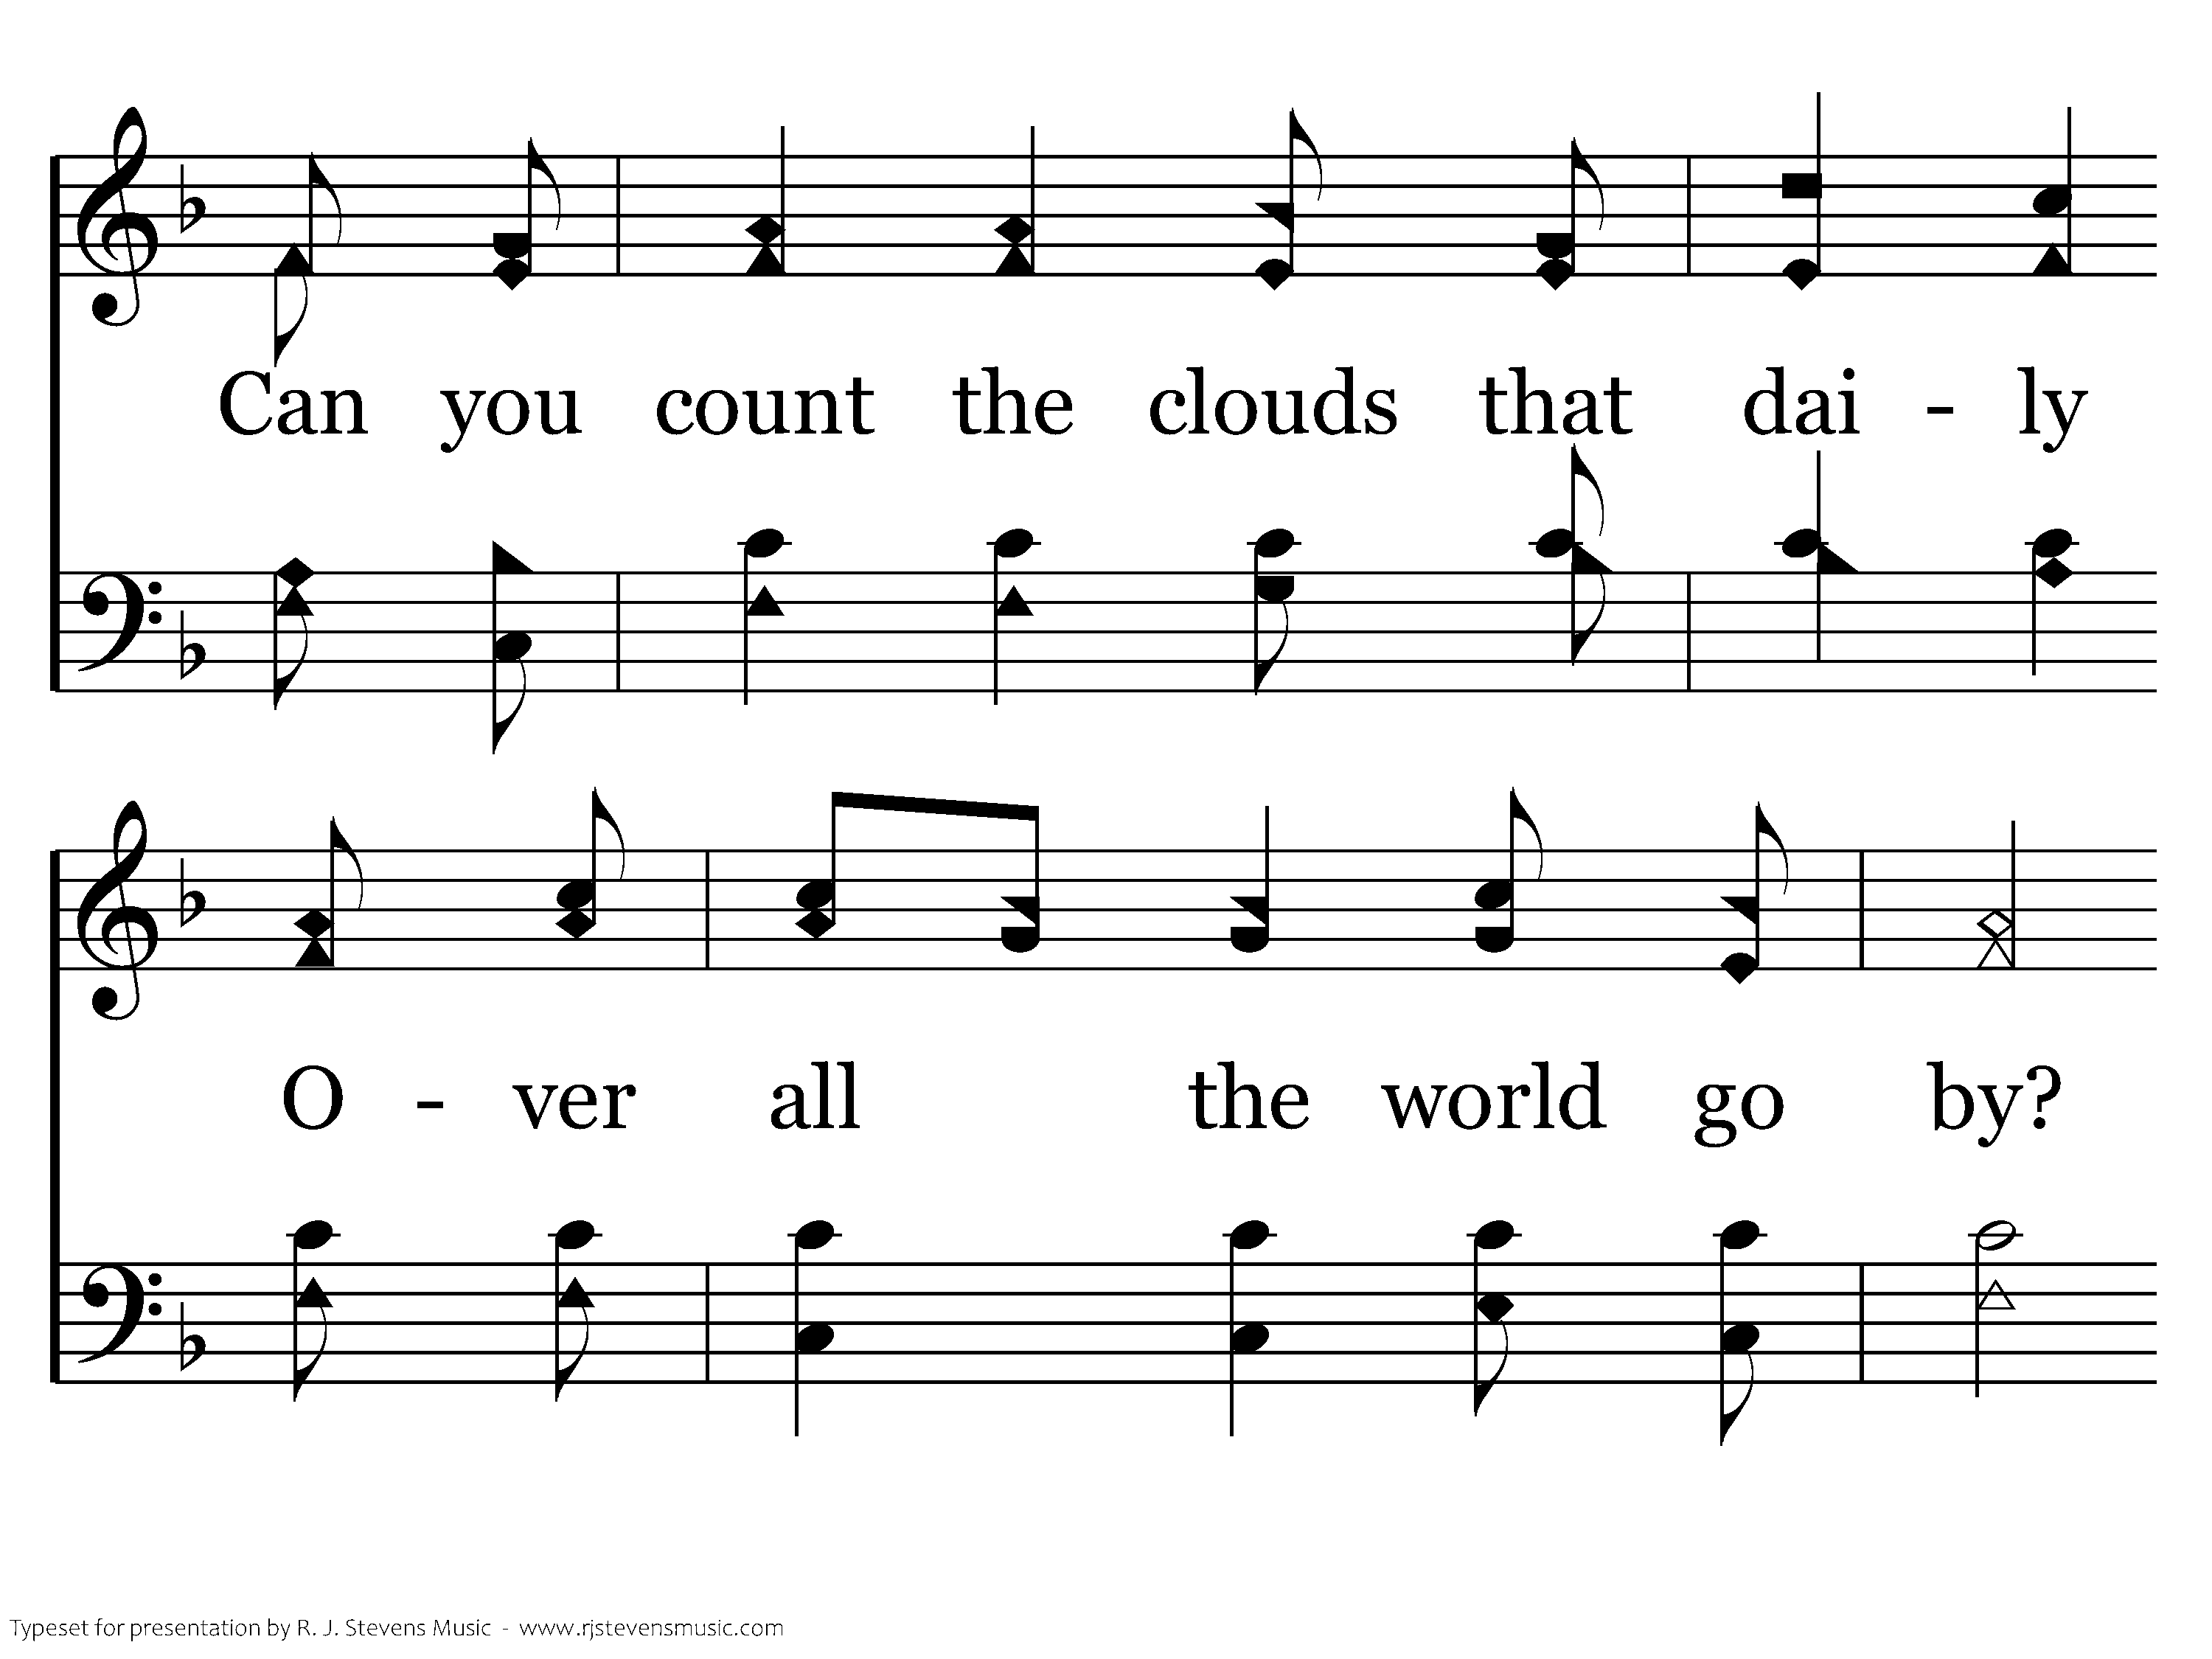 Can you count the clouds that dai - ly
O - ver all the world go by?
Typeset for presentation by R. J. Stevens Music - www.rjstevensmusic.com